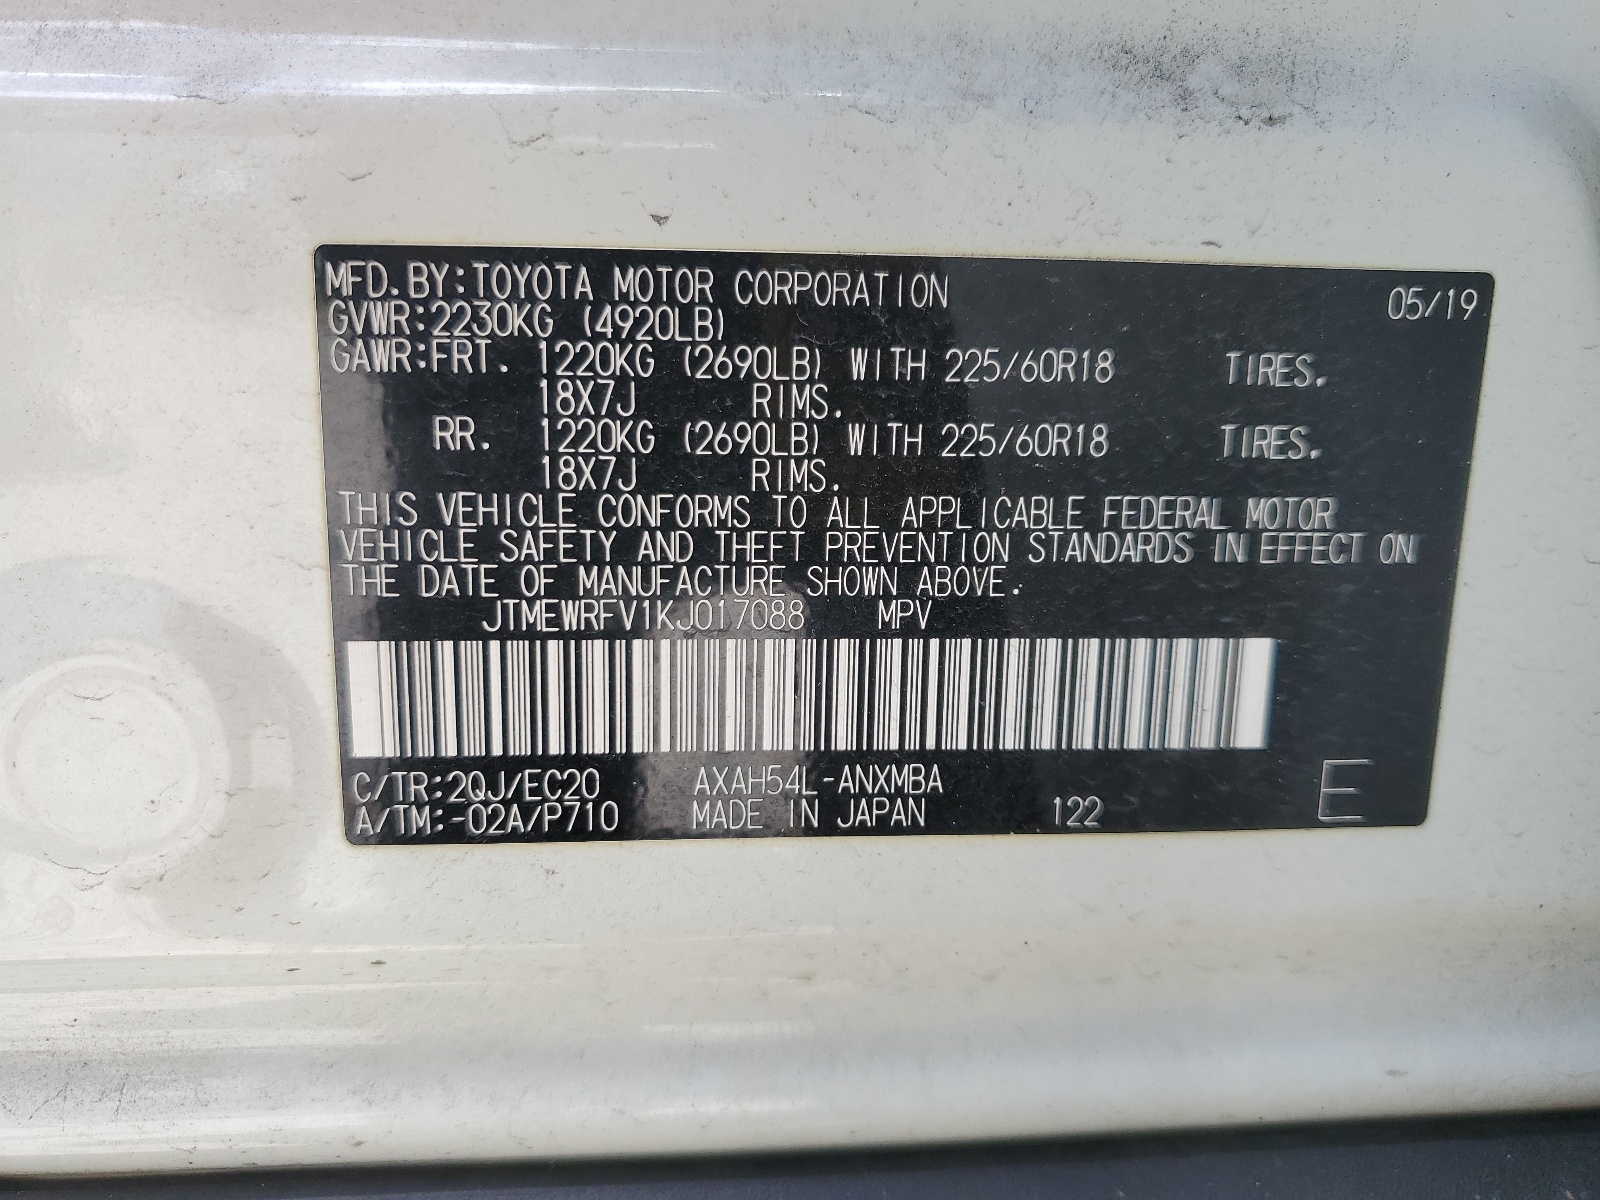 MFD.BY:TOYOTA MOTOR CORPORATION 05/19
GVWR:2230KG (4920LB)
GAWR:FRT. 1220KG (2690LB) WITH 225/60R18 TIRES.
18X7J RIMS.
RR. 1220KG (2690LB) WITH 225/60R18 TIRES.
18X7J RIMS.
THIS VEHICLE CONFORMS TO ALL APPLICABLE FEDERAL MOTOR
VEHICLE SAFETY AND THEFT PREVENTION STANDARDS IN EFFECT ON
THE DATE OF MANUFACTURE SHOWN ABOVE.
JTMEWRFV1KJ017088 MPV
C/TR:2QJ/EC20 AXAH54L-ANXMBA
A/TM:-02A/P710 MADE IN JAPAN 122 E